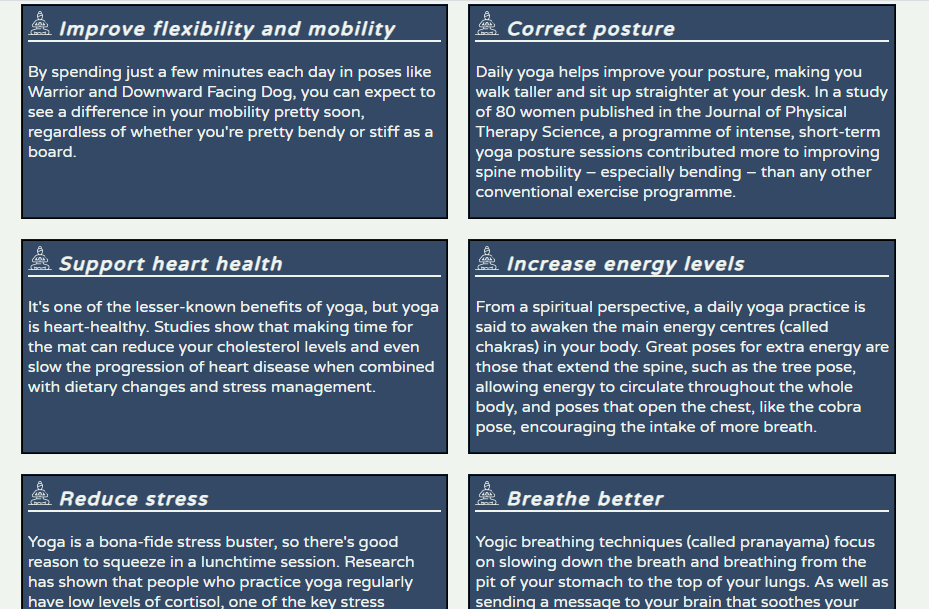 Improve flexibility and mobility
By spending just a few minutes each day in poses like
Warrior and Downward Facing Dog, you can expect to
see a difference in your mobility pretty soon,
regardless of whether you're pretty bendy or stiff as a
board.
Correct posture
Daily yoga helps improve your posture, making you
walk taller and sit up straighter at your desk. In a study
of 80 women published in the Journal of Physical
Therapy Science, a programme of intense, short-term
yoga posture sessions contributed more to improving
spine mobility – especially bending – than any other
conventional exercise programme.
Support heart health
It's one of the lesser-known benefits of yoga, but yoga
is heart-healthy. Studies show that making time for
the mat can reduce your cholesterol levels and even
slow the progression of heart disease when combined
with dietary changes and stress management.
Increase energy levels
From a spiritual perspective, a daily yoga practice is
said to awaken the main energy centres (called
chakras) in your body. Great poses for extra energy are
those that extend the spine, such as the tree pose,
allowing energy to circulate throughout the whole
body, and poses that open the chest, like the cobra
pose, encouraging the intake of more breath.
Reduce stress
Yoga is a bona-fide stress buster, so there's good
reason to squeeze in a lunchtime session. Research
has shown that people who practice yoga regularly
have low levels of cortisol, one of the key stress
Breathe better
Yogic breathing techniques (called pranayama) focus
on slowing down the breath and breathing from the
pit of your stomach to the top of your lungs. As well as
sending a message to your brain that soothes your